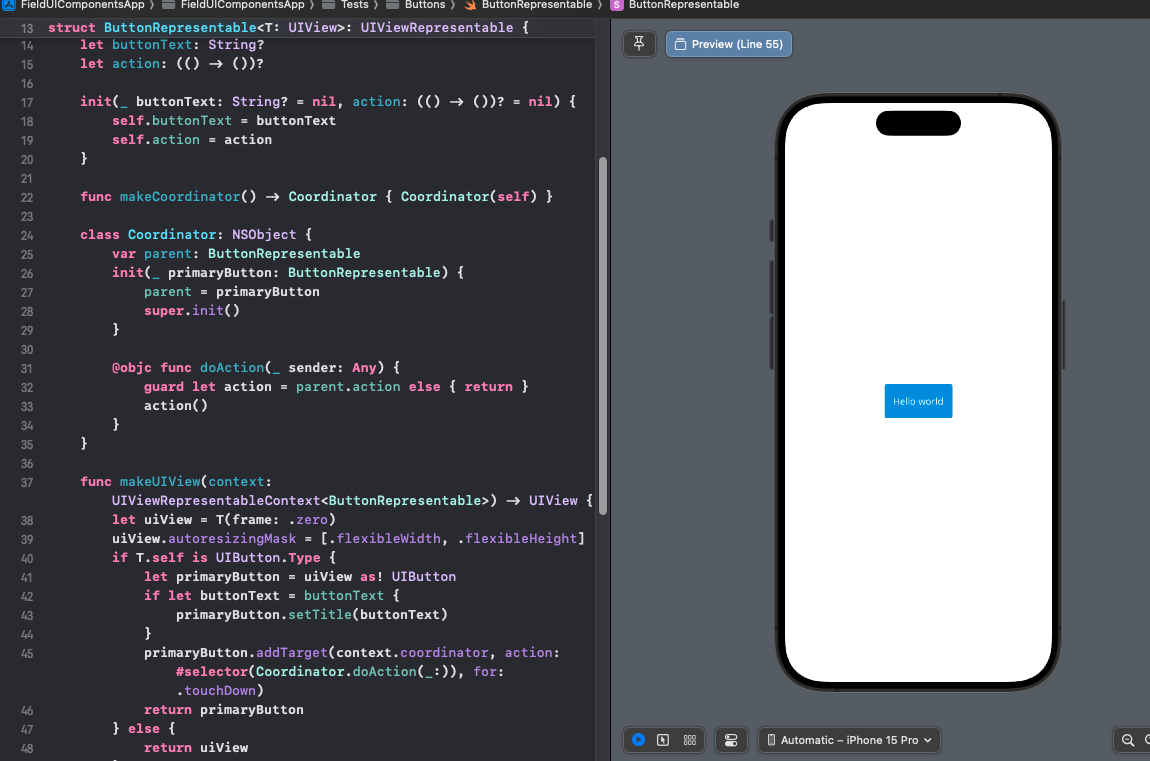 FieldUIComponentsApp 〉 FieldUIComponentsApp 〉 Tests 〉 Buttons 〉 ButtonRepresentable 〉 S ButtonRepresentable
13 struct ButtonRepresentable<T: UIView>: UIViewRepresentable {
14 let buttonText: String?
15 let action: (() -> ())?
16
17 init(_ buttonText: String? = nil, action: (() -> ())? = nil) {
18 self.buttonText = buttonText
19 self.action = action
20 }
21
22 func makeCoordinator() -> Coordinator { Coordinator(self) }
23
24 class Coordinator: NSObject {
25 var parent: ButtonRepresentable
26 init(_ primaryButton: ButtonRepresentable) {
27 parent = primaryButton
28 super.init()
29 }
30
31 @objc func doAction(_ sender: Any) {
32 guard let action = parent.action else { return }
33 action()
34 }
35 }
36
37 func makeUIView(context:
UIViewRepresentableContext<ButtonRepresentable>) -> UIView {
38 let uiView = T(frame: .zero)
39 uiView.autoresizingMask = [.flexibleWidth, .flexibleHeight]
40 if T.self is UIButton.Type {
41 let primaryButton = uiView as! UIButton
42 if let buttonText = buttonText {
43 primaryButton.setTitle(buttonText)
44 }
45 primaryButton.addTarget(context.coordinator, action:
#selector(Coordinator.doAction(_:)), for:
.touchDown)
46 return primaryButton
47 } else {
48 return uiView
Preview (Line 55)
Hello world
Automatic – iPhone 15 Pro